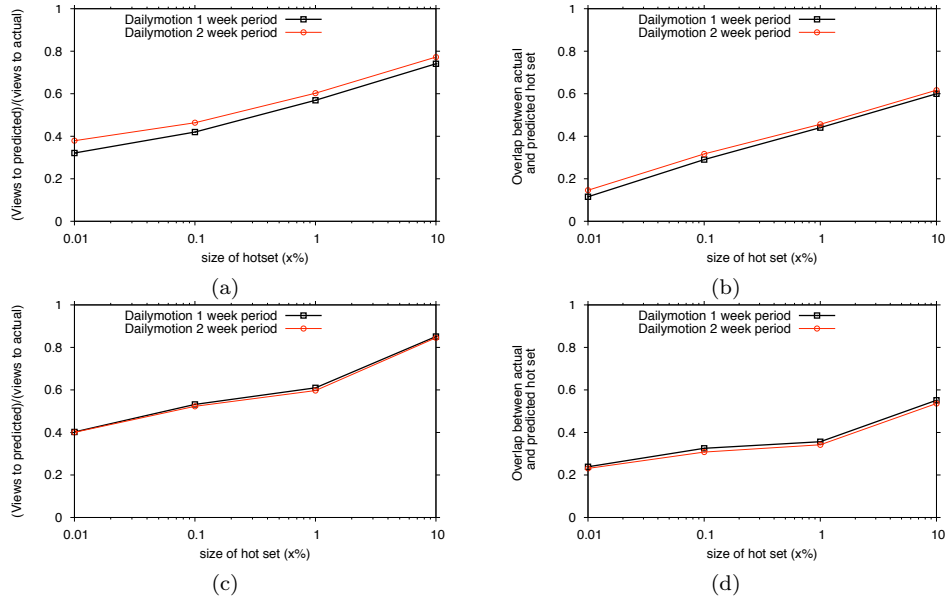 1
0.8
0.6
0.4
0.2
0
0.01 0.1 1 10
(Views to predicted)/(views to actual)
size of hotset (x%)
Dailymotion 1 week period
Dailymotion 2 week period
(a)
1
0.8
0.6
0.4
0.2
0
0.01 0.1 1 10
Overlap between actual
and predicted hot set
size of hot set (x%)
Dailymotion 1 week period
Dailymotion 2 week period
(b)
1
0.8
0.6
0.4
0.2
0
0.01 0.1 1 10
(Views to predicted)/(views to actual)
size of hot set (x%)
Dailymotion 1 week period
Dailymotion 2 week period
(c)
1
0.8
0.6
0.4
0.2
0
0.01 0.1 1 10
Overlap between actual
and predicted hot set
size of hot set (x%)
Dailymotion 1 week period
Dailymotion 2 week period
(d)